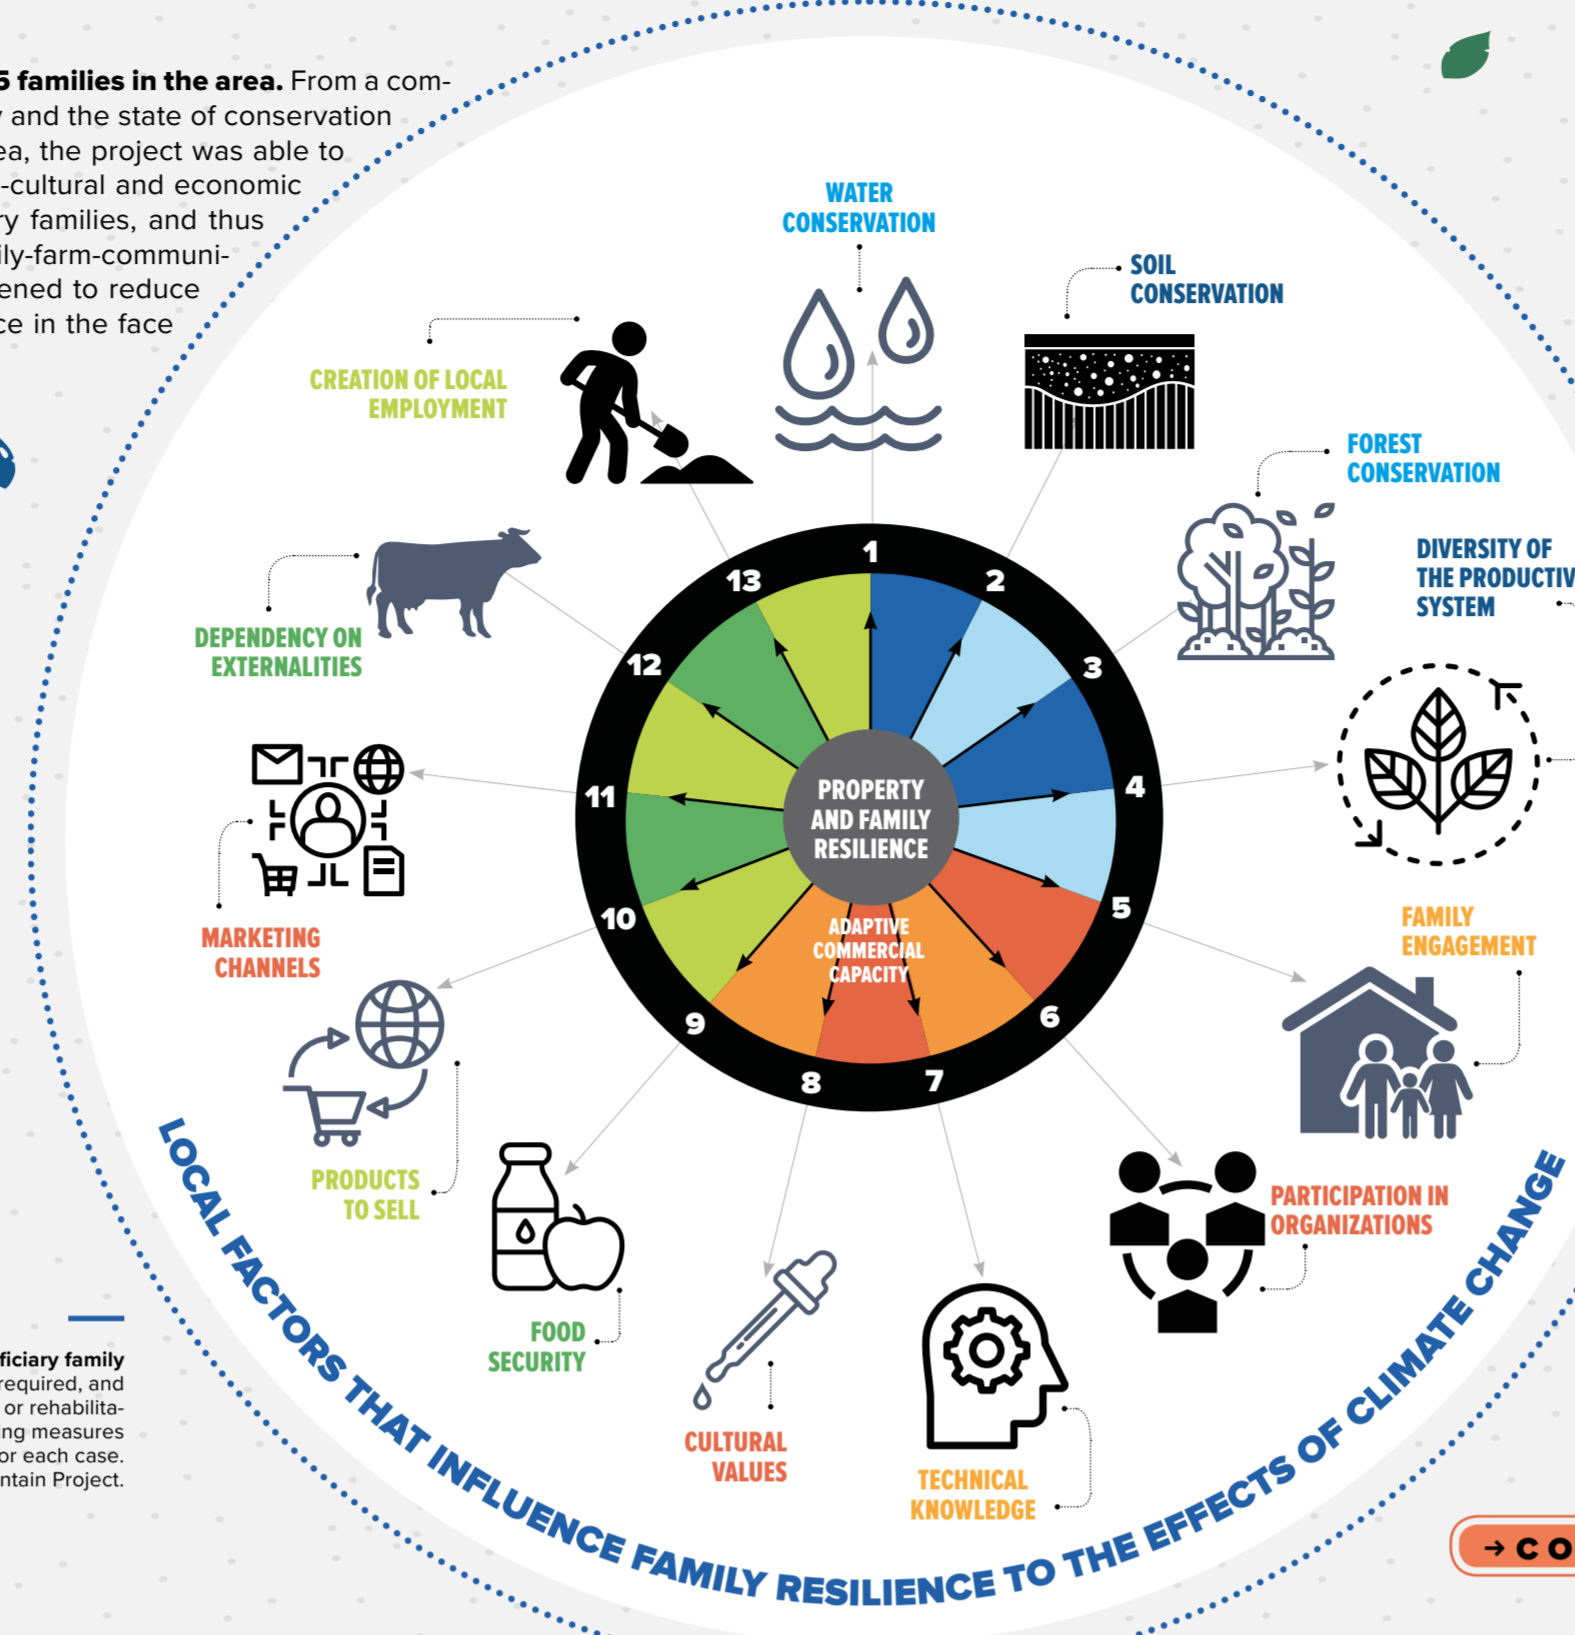 5 families in the area. From a com-
and the state of conservation
ea, the project was able to
-cultural and economic
ry families, and thus
ily-farm-communi-
ened to reduce
ce in the face
WATER
CONSERVATION
SOIL
CONSERVATION
FOREST
CONSERVATION
DIVERSITY OF
THE PRODUCTIV
SYSTEM
FAMILY
ENGAGEMENT
PARTICIPATION IN
ORGANIZATIONS
TECHNICAL
KNOWLEDGE
CULTURAL
VALUES
FOOD
SECURITY
PRODUCTS
TO SELL
MARKETING
CHANNELS
DEPENDENCY ON
EXTERNALITIES
CREATION OF LOCAL
EMPLOYMENT
1
2
3
4
5
6
7
8
9
10
11
12
13
PROPERTY
AND FAMILY
RESILIENCE
ADAPTIVE
COMMERCIAL
CAPACITY
LOCAL FACTORS THAT INFLUENCE FAMILY RESILIENCE TO THE EFFECTS OF CLIMATE CHANGE
ficiary family
required, and
or rehabilita-
ing measures
or each case.
ntain Project.
→ CO